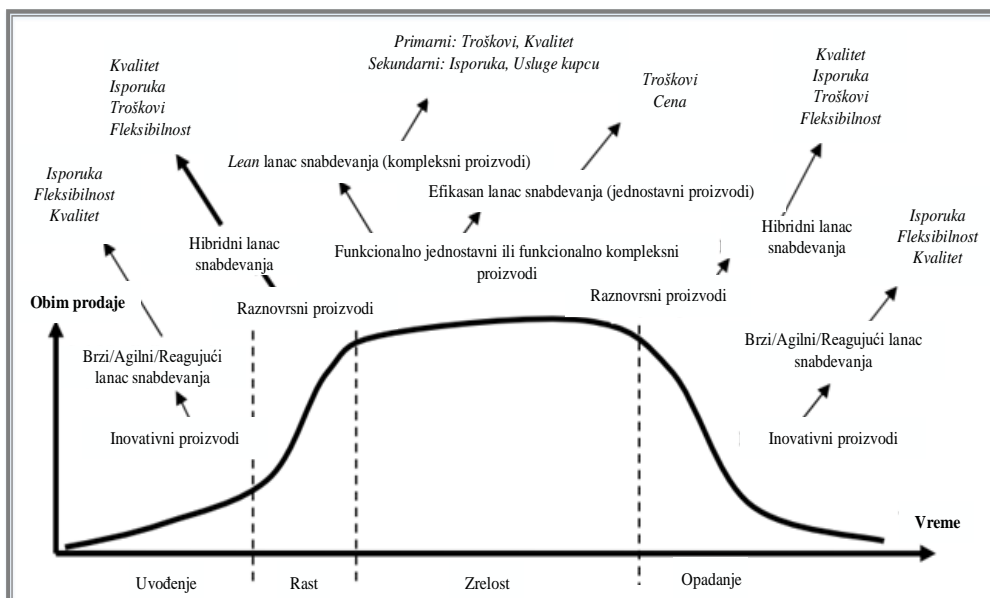 Primarni: Troškovi, Kvalitet
Sekundarni: Isporuka, Usluge kupcu
Kvalitet
Isporuka
Troškovi
Fleksibilnost
Troškovi
Cena
Kvalitet
Isporuka
Troškovi
Fleksibilnost
Isporuka
Fleksibilnost
Kvalitet
Lean lanac snabdevanja (kompleksni proizvodi)
Efikasan lanac snabdevanja (jednostavni proizvodi)
Isporuka
Fleksibilnost
Kvalitet
Hibridni lanac
snabdevanja
Funkcionalno jednostavni ili funkcionalno kompleksni
proizvodi
Hibridni lanac
snabdevanja
Obim prodaje
Raznovrsni proizvodi
Raznovrsni proizvodi
Brzi/Agilni/Reagujući
lanac snabdevanja
Brzi/Agilni/Reagujući lanac
snabdevanja
Inovativni proizvodi
Inovativni proizvodi
Vreme
Uvođenje
Rast
Zrelost
Opadanje